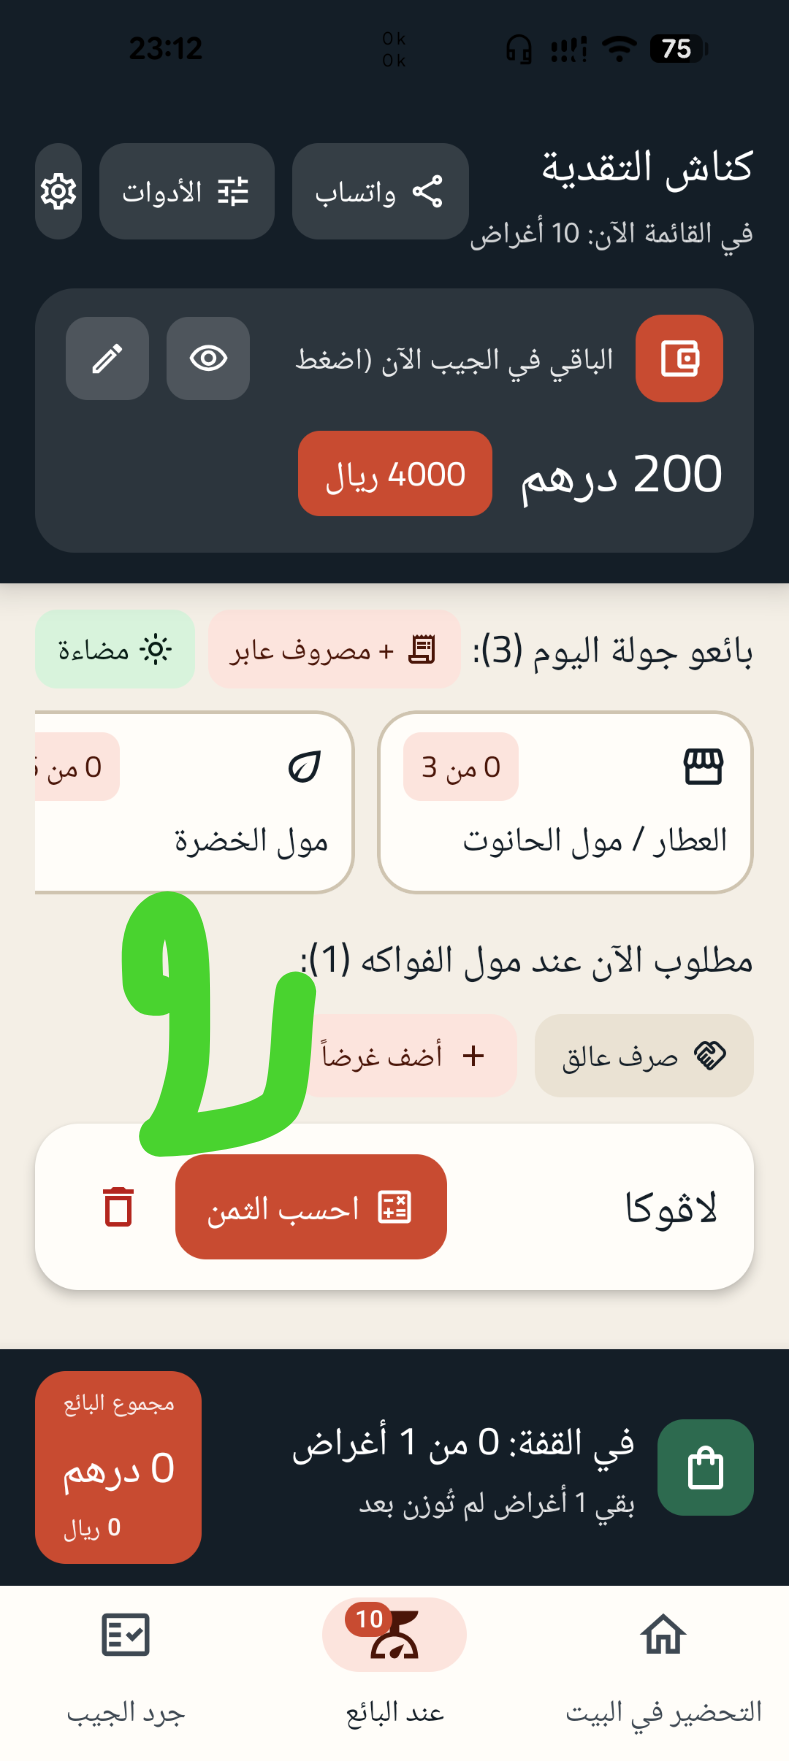 23:12
0k
0k
75
كناش التقدية
واتساب
الأدوات
في القائمة الآن: 10 أغراض
الباقي في الجيب الآن (اضغط
200 درهم
4000 ريال
بائعو جولة اليوم (3):
+ مصروف عابر
مضاءة
0 من 3
0 من
العطار / مول الحانوت
مول الخضرة
مطلوب الآن عند مول الفواكه (1):
صرف عالق
+ أضف غرضاً
لاڤوكا
احسب الثمن
في القفة: 0 من 1 أغراض
بقي 1 أغراض لم تُوزن بعد
مجموع البائع
0 درهم
0 ريال
10
التحضير في البيت
عند البائع
جرد الجيب